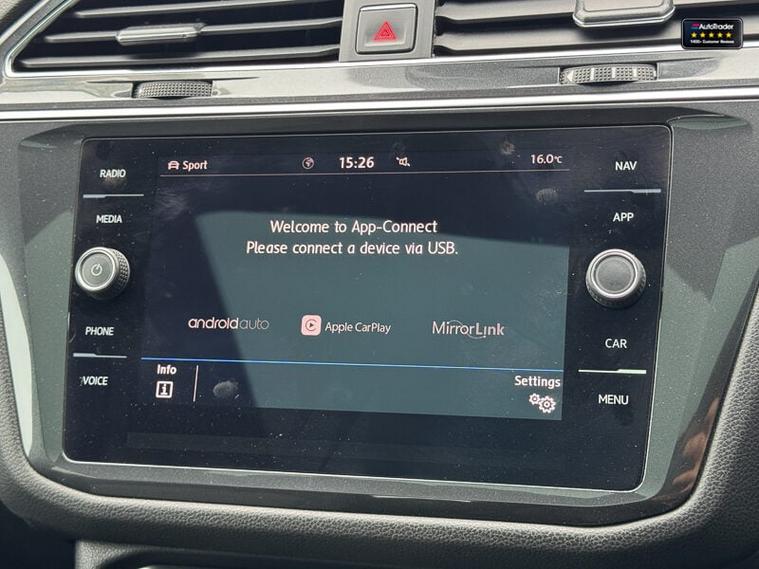 AutoTrader
RADIO
MEDIA
PHONE
VOICE
Sport
15:26
16.0°C
Welcome to App-Connect
Please connect a device via USB.
androidauto
Apple CarPlay
MirrorLink
Info
Settings
NAV
APP
CAR
MENU